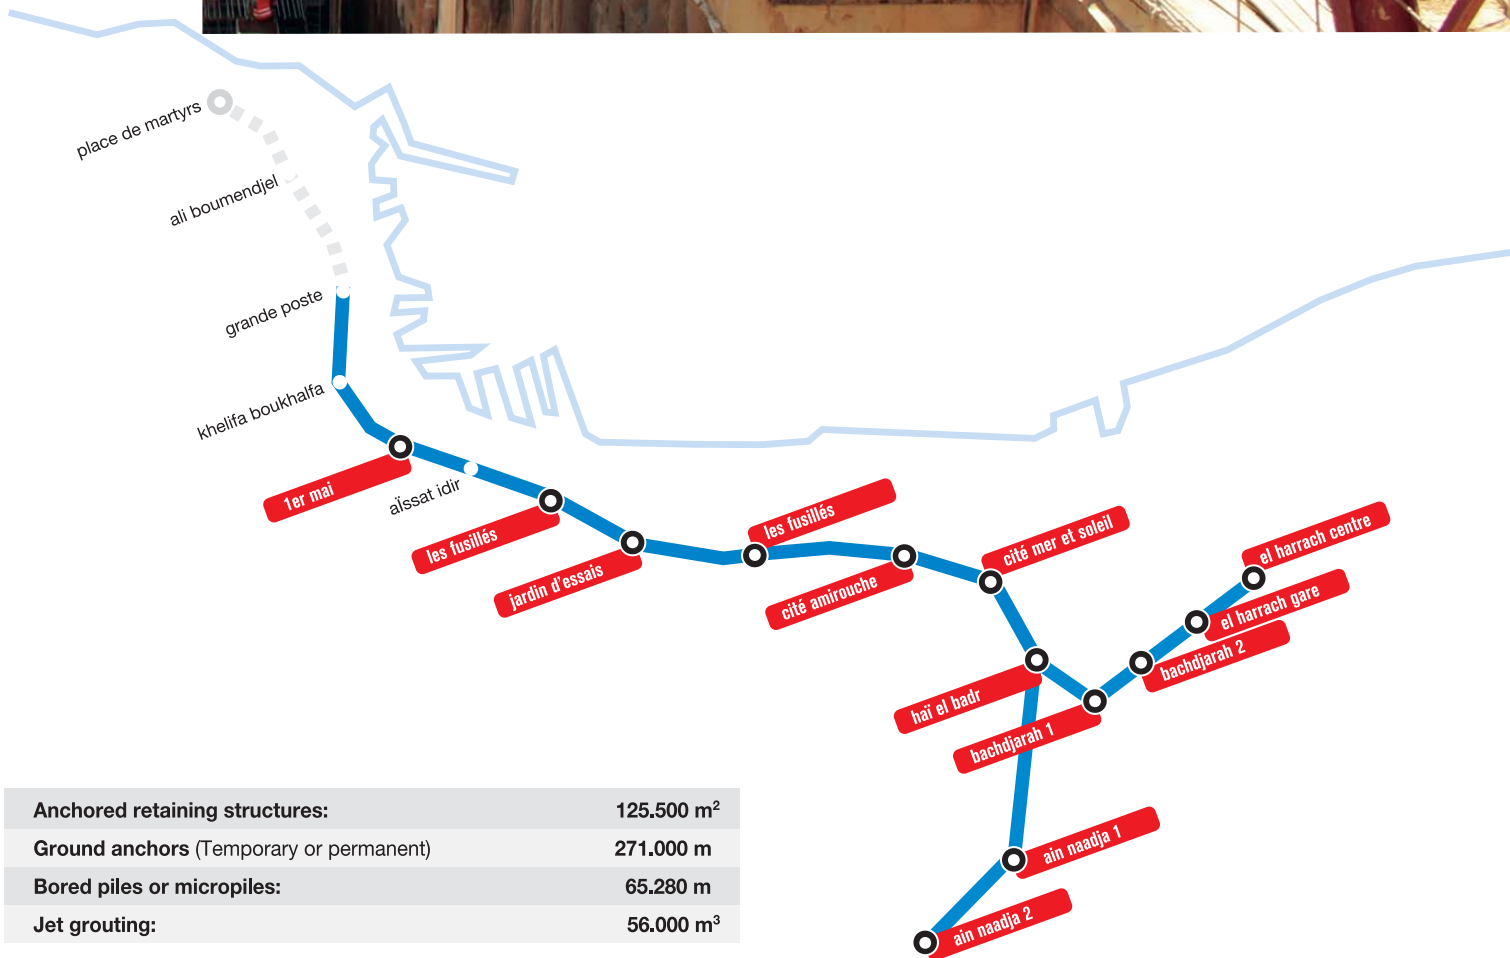 place de martyrs
ali boumendjel
grande poste
khelifa boukhalfa
1er mai
aÏssat idir
les fusillés
jardin d'essais
les fusillés
cité amirouche
cité mer et soleil
el harrach centre
el harrach gare
bachdjarah 2
haï el badr
bachdjarah 1
ain naadja 1
ain naadja 2
Anchored retaining structures: 125.500 m²
Ground anchors (Temporary or permanent) 271.000 m
Bored piles or micropiles: 65.280 m
Jet grouting: 56.000 m³